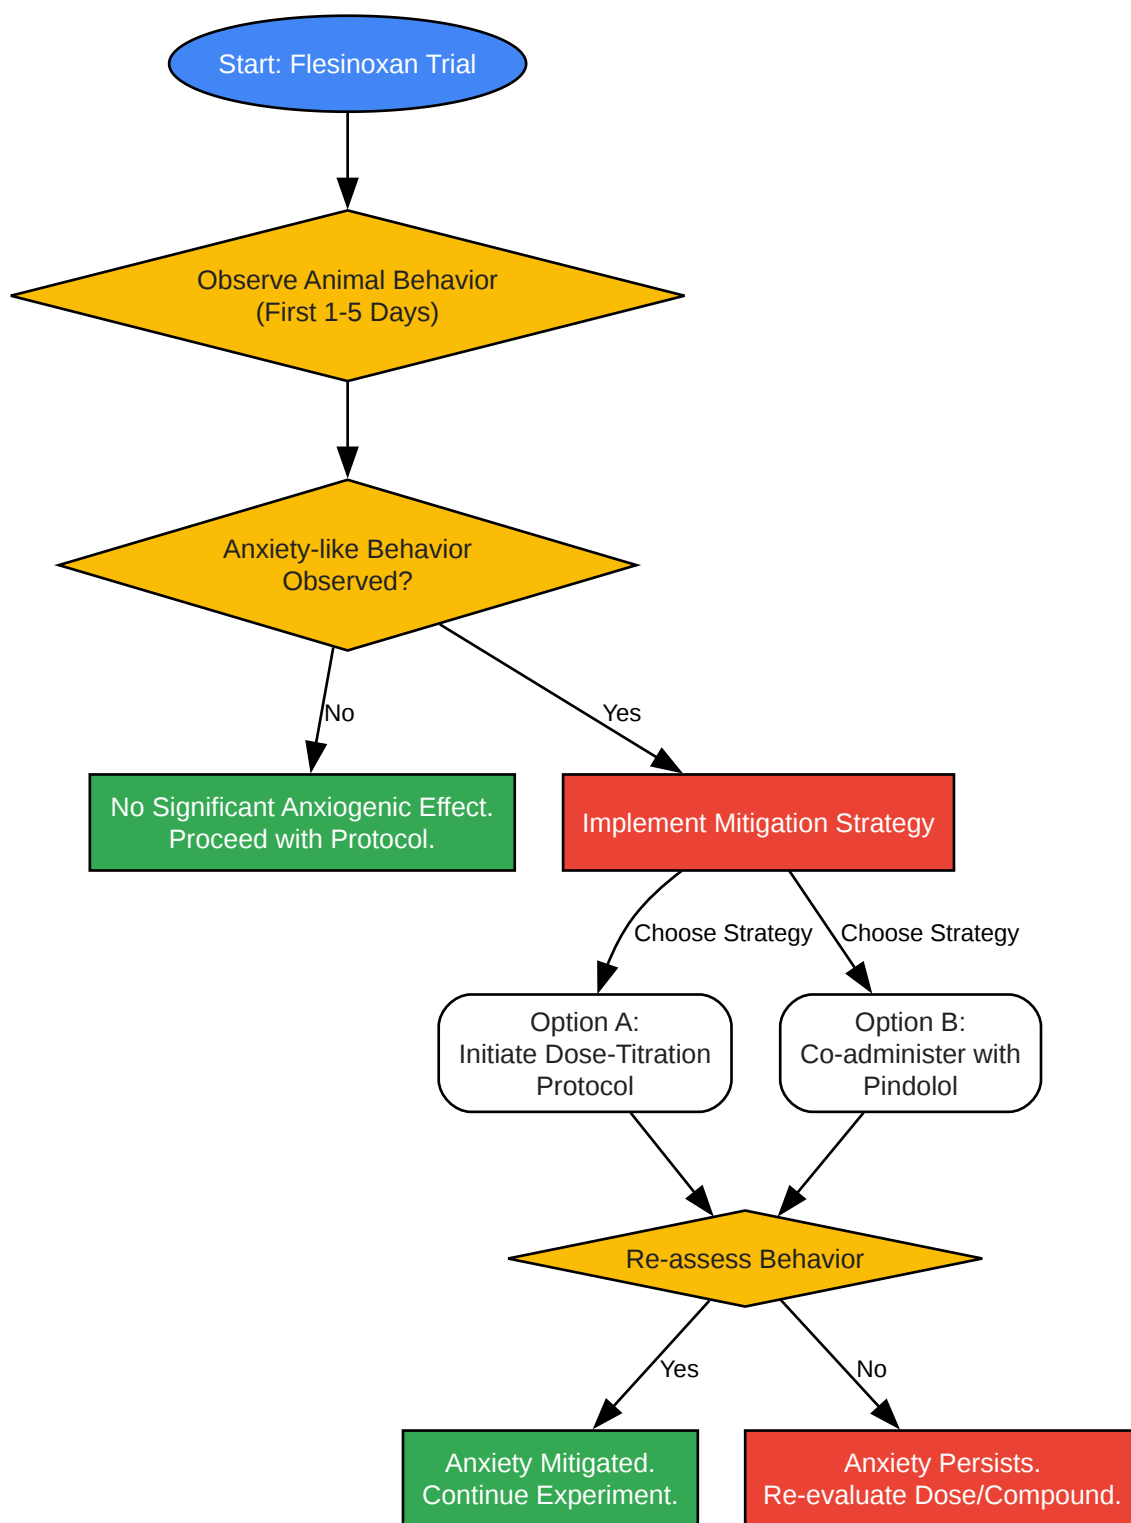 Start: Flesinoxan Trial
Observe Animal Behavior
(First 1-5 Days)
Anxiety-like Behavior
Observed?
No
Yes
No Significant Anxiogenic Effect.
Proceed with Protocol.
Implement Mitigation Strategy
Choose Strategy
Choose Strategy
Option A:
Initiate Dose-Titration
Protocol
Option B:
Co-administer with
Pindolol
Re-assess Behavior
Yes
No
Anxiety Mitigated.
Continue Experiment.
Anxiety Persists.
Re-evaluate Dose/Compound.